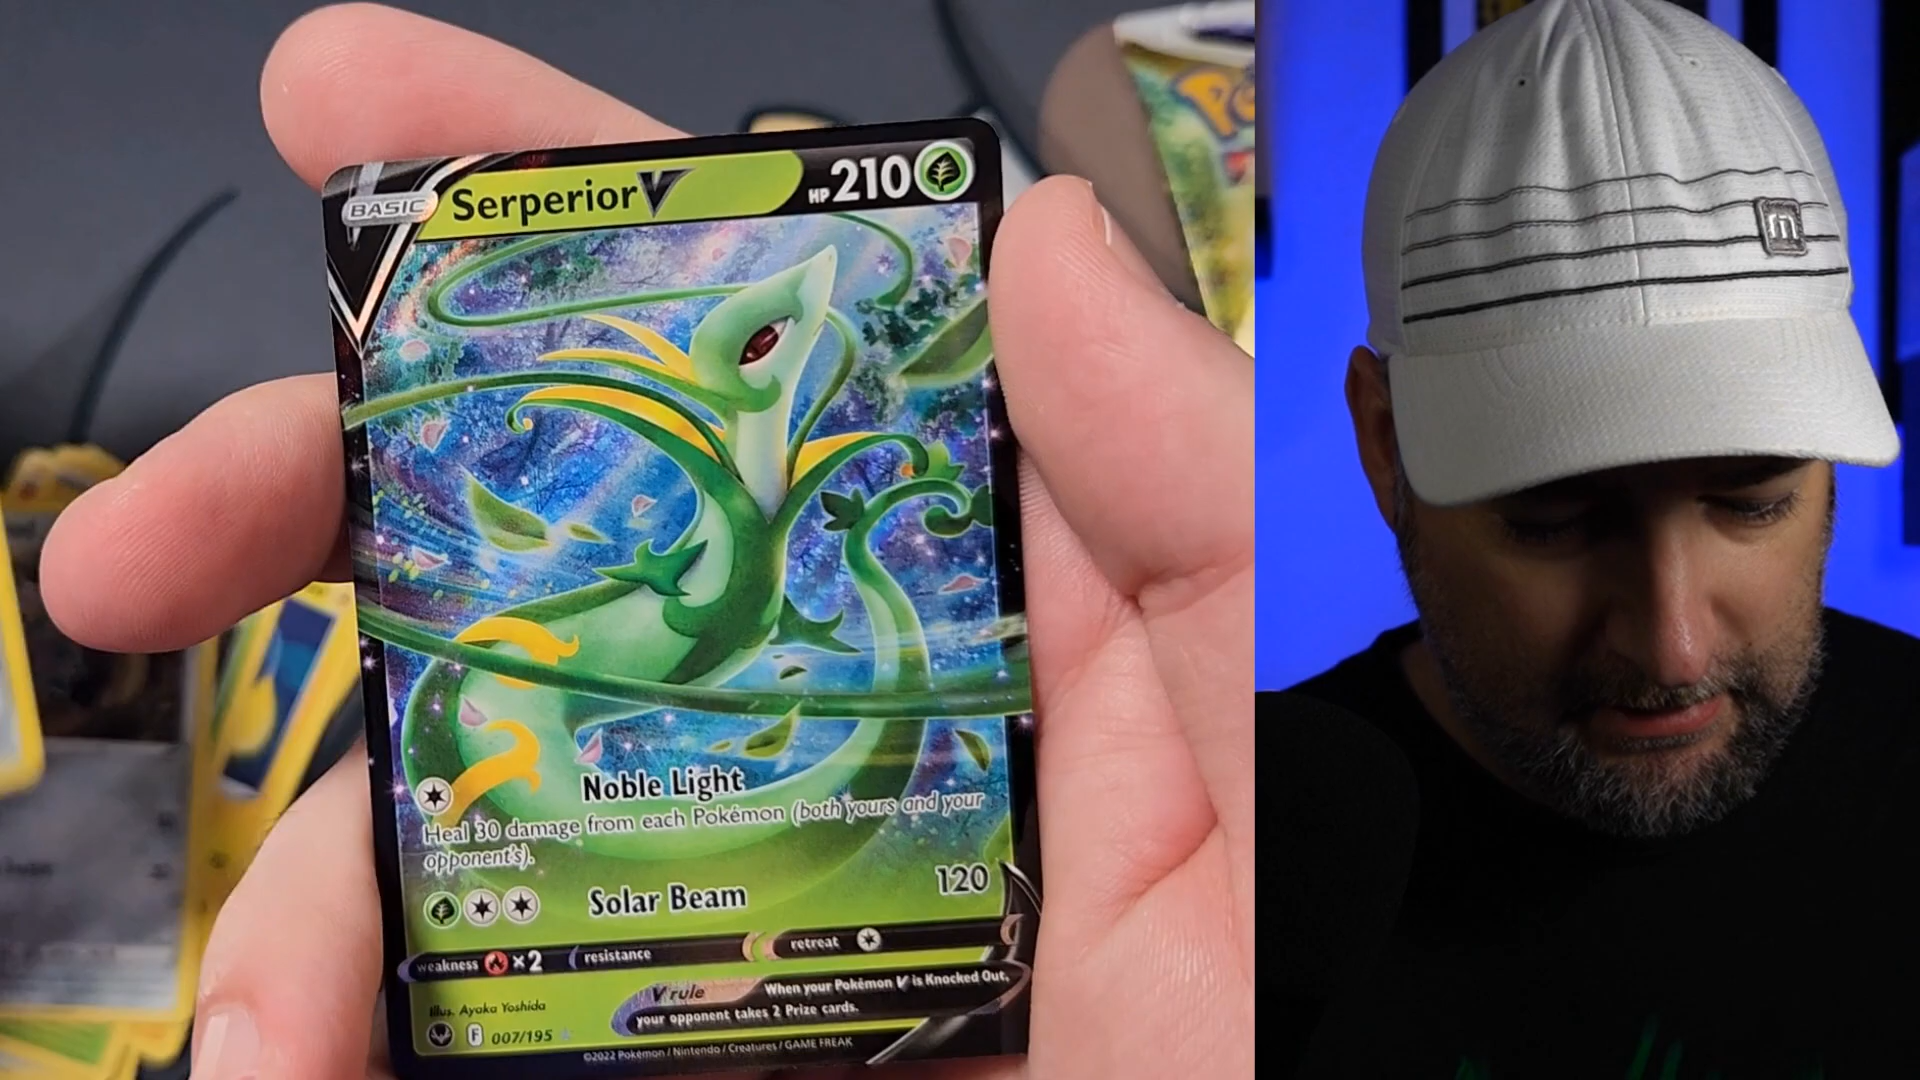 BASIC
Serperior V
HP 210
Noble Light
Heal 30 damage from each Pokémon (both yours and your
opponent's).
Solar Beam 120
weakness ×2 resistance retreat
V rule When your Pokémon V is Knocked Out,
your opponent takes 2 Prize cards.
Illus. Ayaka Yoshida
F 007/195
©2022 Pokémon / Nintendo / Creatures / GAME FREAK
Po
m